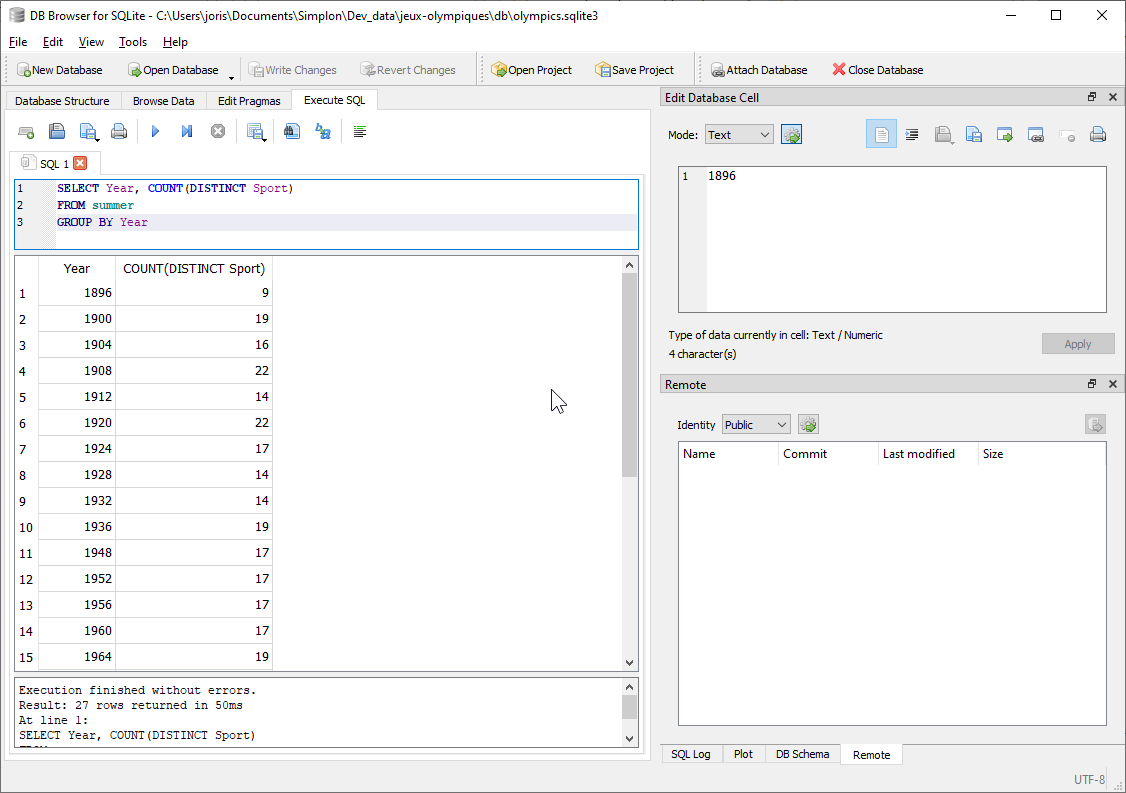 DB Browser for SQLite - C:\Users\joris\Documents\Simplon\Dev_data\jeux-olympiques\db\olympics.sqlite3
File Edit View Tools Help
New Database Open Database Write Changes Revert Changes Open Project Save Project Attach Database Close Database
Database Structure Browse Data Edit Pragmas Execute SQL
SQL 1
1 SELECT Year, COUNT(DISTINCT Sport)
2 FROM summer
3 GROUP BY Year
Year COUNT(DISTINCT Sport)
1 1896 9
2 1900 19
3 1904 16
4 1908 22
5 1912 14
6 1920 22
7 1924 17
8 1928 14
9 1932 14
10 1936 19
11 1948 17
12 1952 17
13 1956 17
14 1960 17
15 1964 19
Execution finished without errors.
Result: 27 rows returned in 50ms
At line 1:
SELECT Year, COUNT(DISTINCT Sport)
Edit Database Cell
Mode: Text
1 1896
Type of data currently in cell: Text / Numeric
4 character(s)
Apply
Remote
Identity Public
Name Commit Last modified Size
SQL Log Plot DB Schema Remote
UTF-8